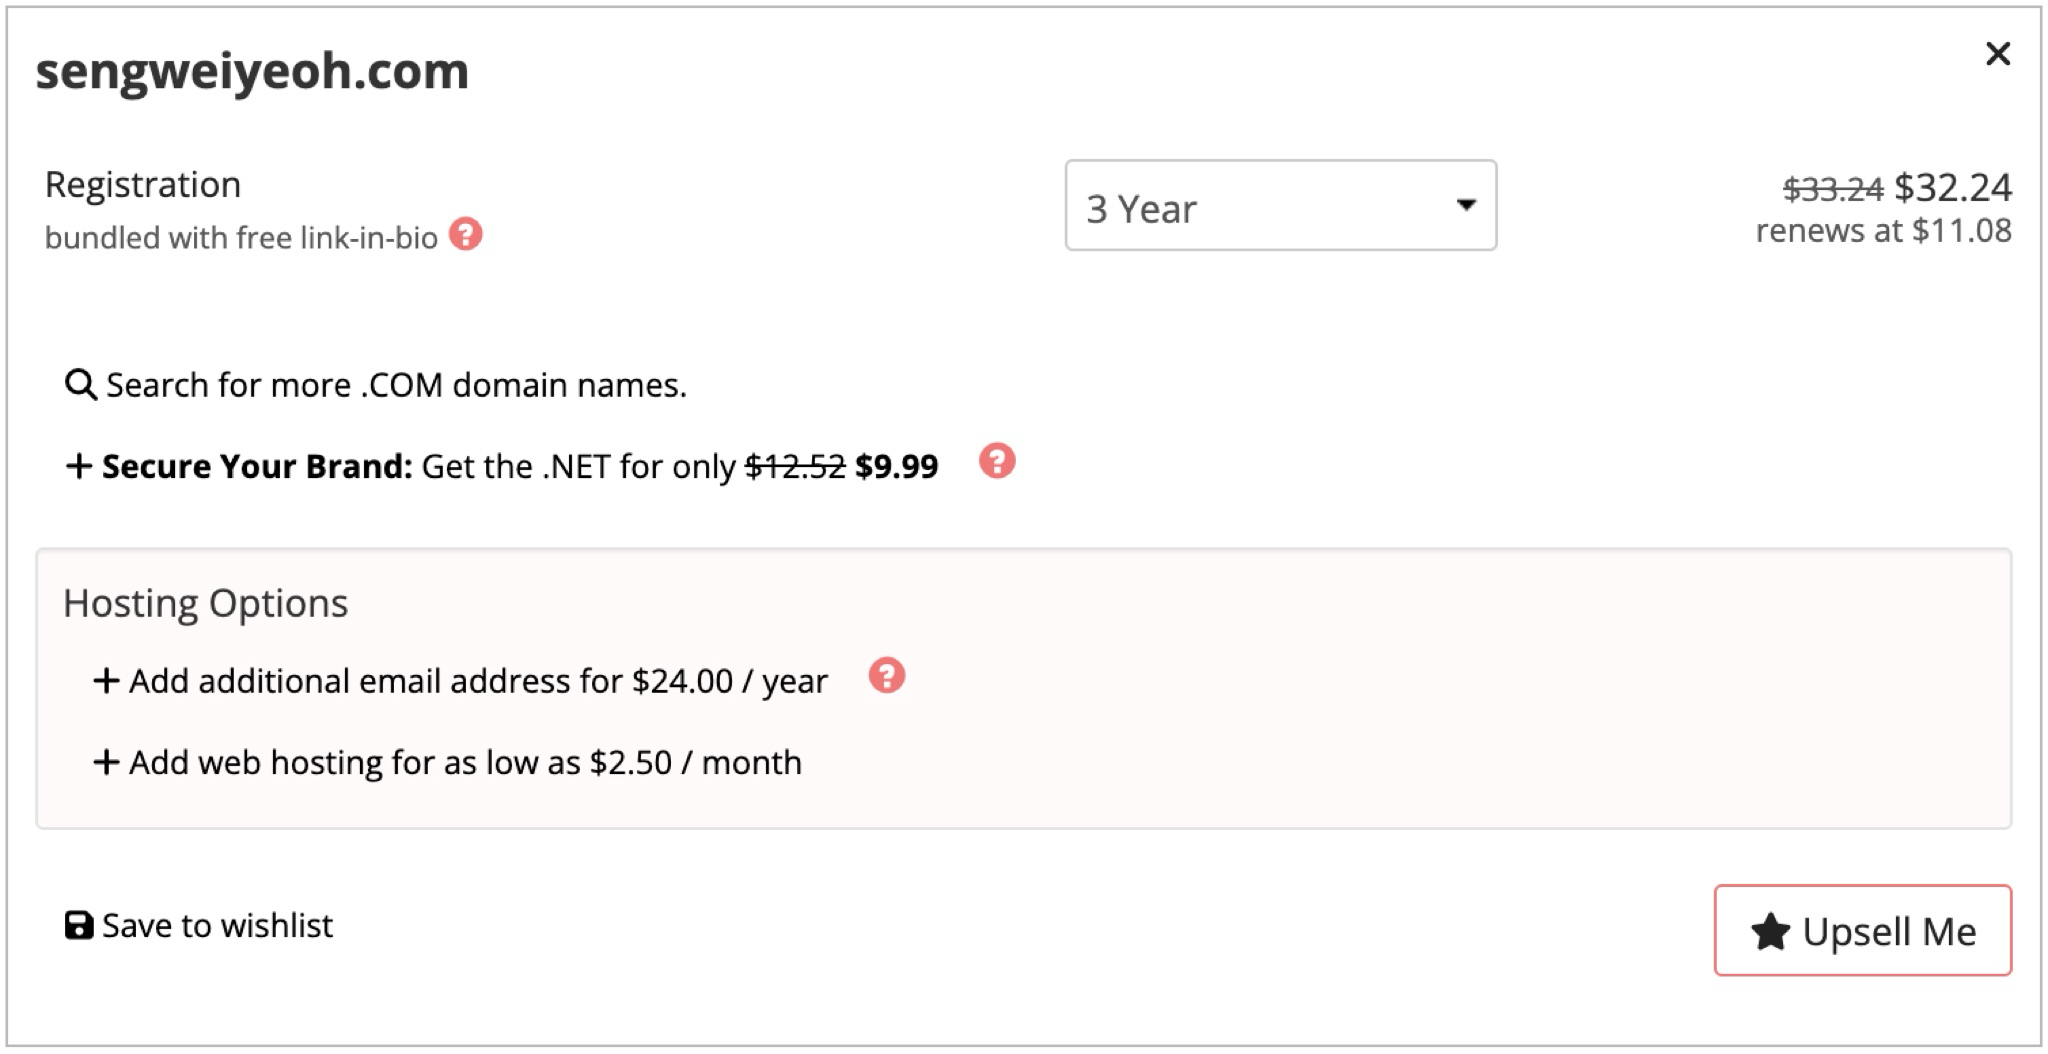 sengweiyeoh.com
Registration
bundled with free link-in-bio ?
3 Year
$33.24 $32.24
renews at $11.08
Search for more .COM domain names.
+ Secure Your Brand: Get the .NET for only $12.52 $9.99 ?
Hosting Options
+ Add additional email address for $24.00 / year ?
+ Add web hosting for as low as $2.50 / month
Save to wishlist
Upsell Me